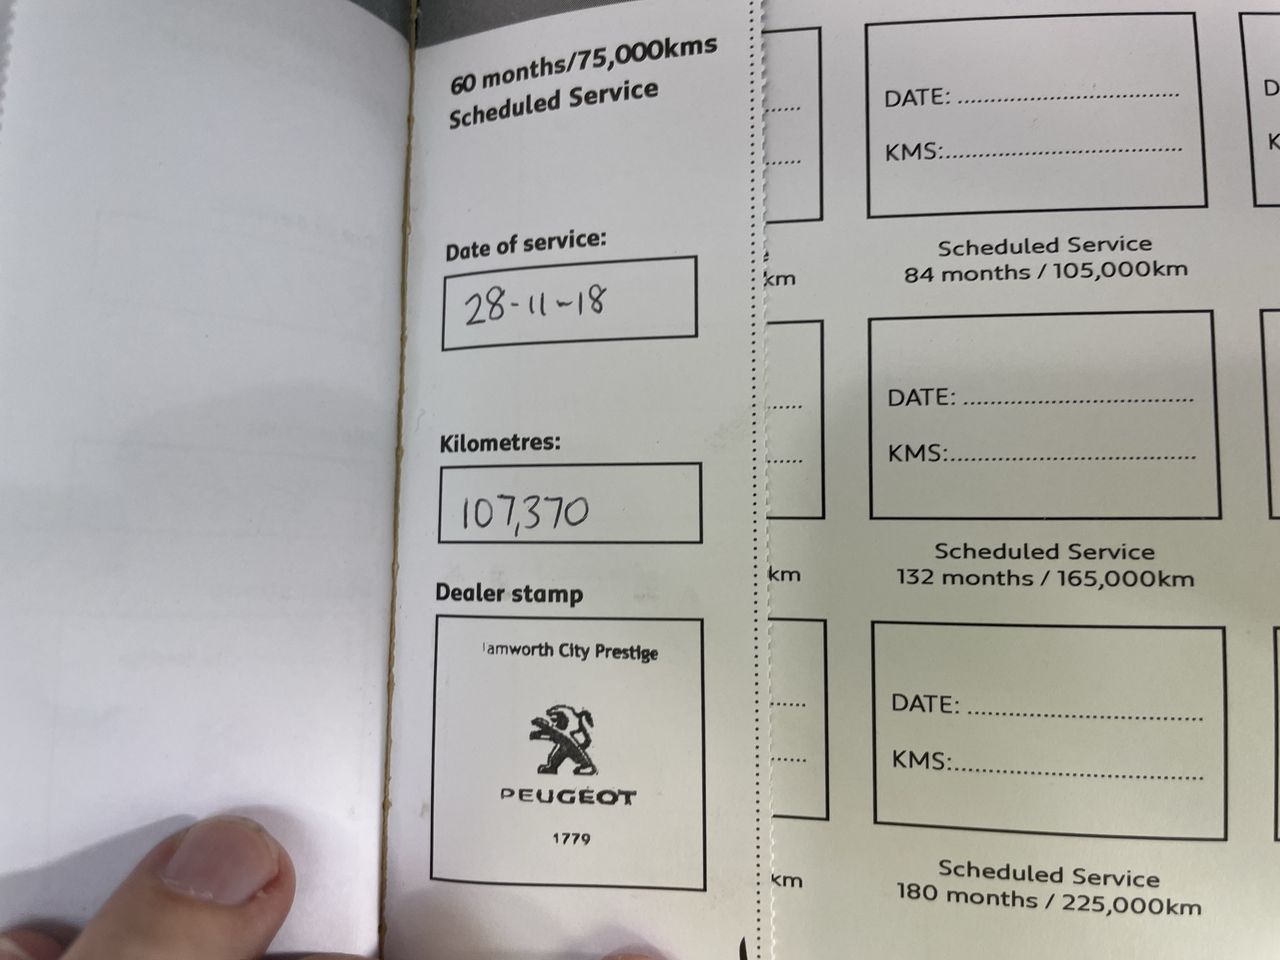 60 months/75,000kms
Scheduled Service
Date of service:
28-11-18
Kilometres:
107,370
Dealer stamp
amworth City Prestige
PEUGEOT
1779
km
km
km
DATE:
KMS:
Scheduled Service
84 months / 105,000km
DATE:
KMS:
Scheduled Service
132 months / 165,000km
DATE:
KMS:
Scheduled Service
180 months / 225,000km
D
K